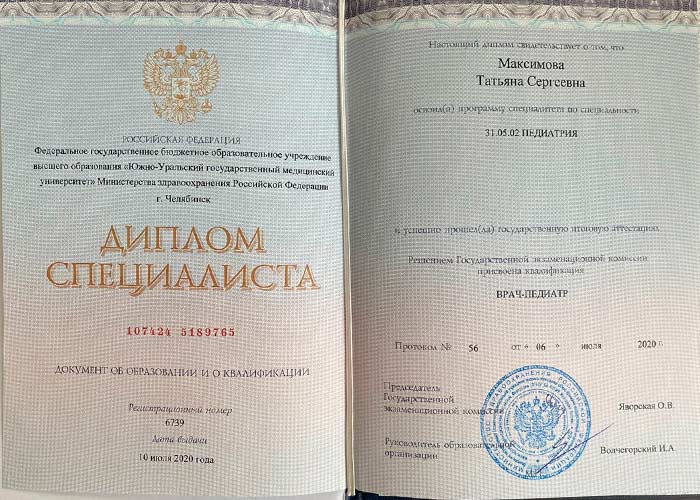 РОССИЙСКАЯ ФЕДЕРАЦИЯ
Федеральное государственное бюджетное образовательное учреждение
высшего образования «Южно-Уральский государственный медицинский
университет» Министерства здравоохранения Российской Федерации
г. Челябинск
ДИПЛОМ
СПЕЦИАЛИСТА
107424 5189765
ДОКУМЕНТ ОБ ОБРАЗОВАНИИ И О КВАЛИФИКАЦИИ
Регистрационный номер
6739
Дата выдачи
10 июля 2020 года
Настоящий диплом свидетельствует о том, что
Максимова
Татьяна Сергеевна
освоил(а) программу специалитета по специальности
31.05.02 ПЕДИАТРИЯ
и успешно прошел(ла) государственную итоговую аттестацию
Решением Государственной экзаменационной комиссии
присвоена квалификация
ВРАЧ-ПЕДИАТР
Протокол № 56 от « 06 » июля 2020 г.
Председатель
Государственной
экзаменационной комиссии Яворская О.В.
Руководитель образовательной
организации Волчегорский И.А.